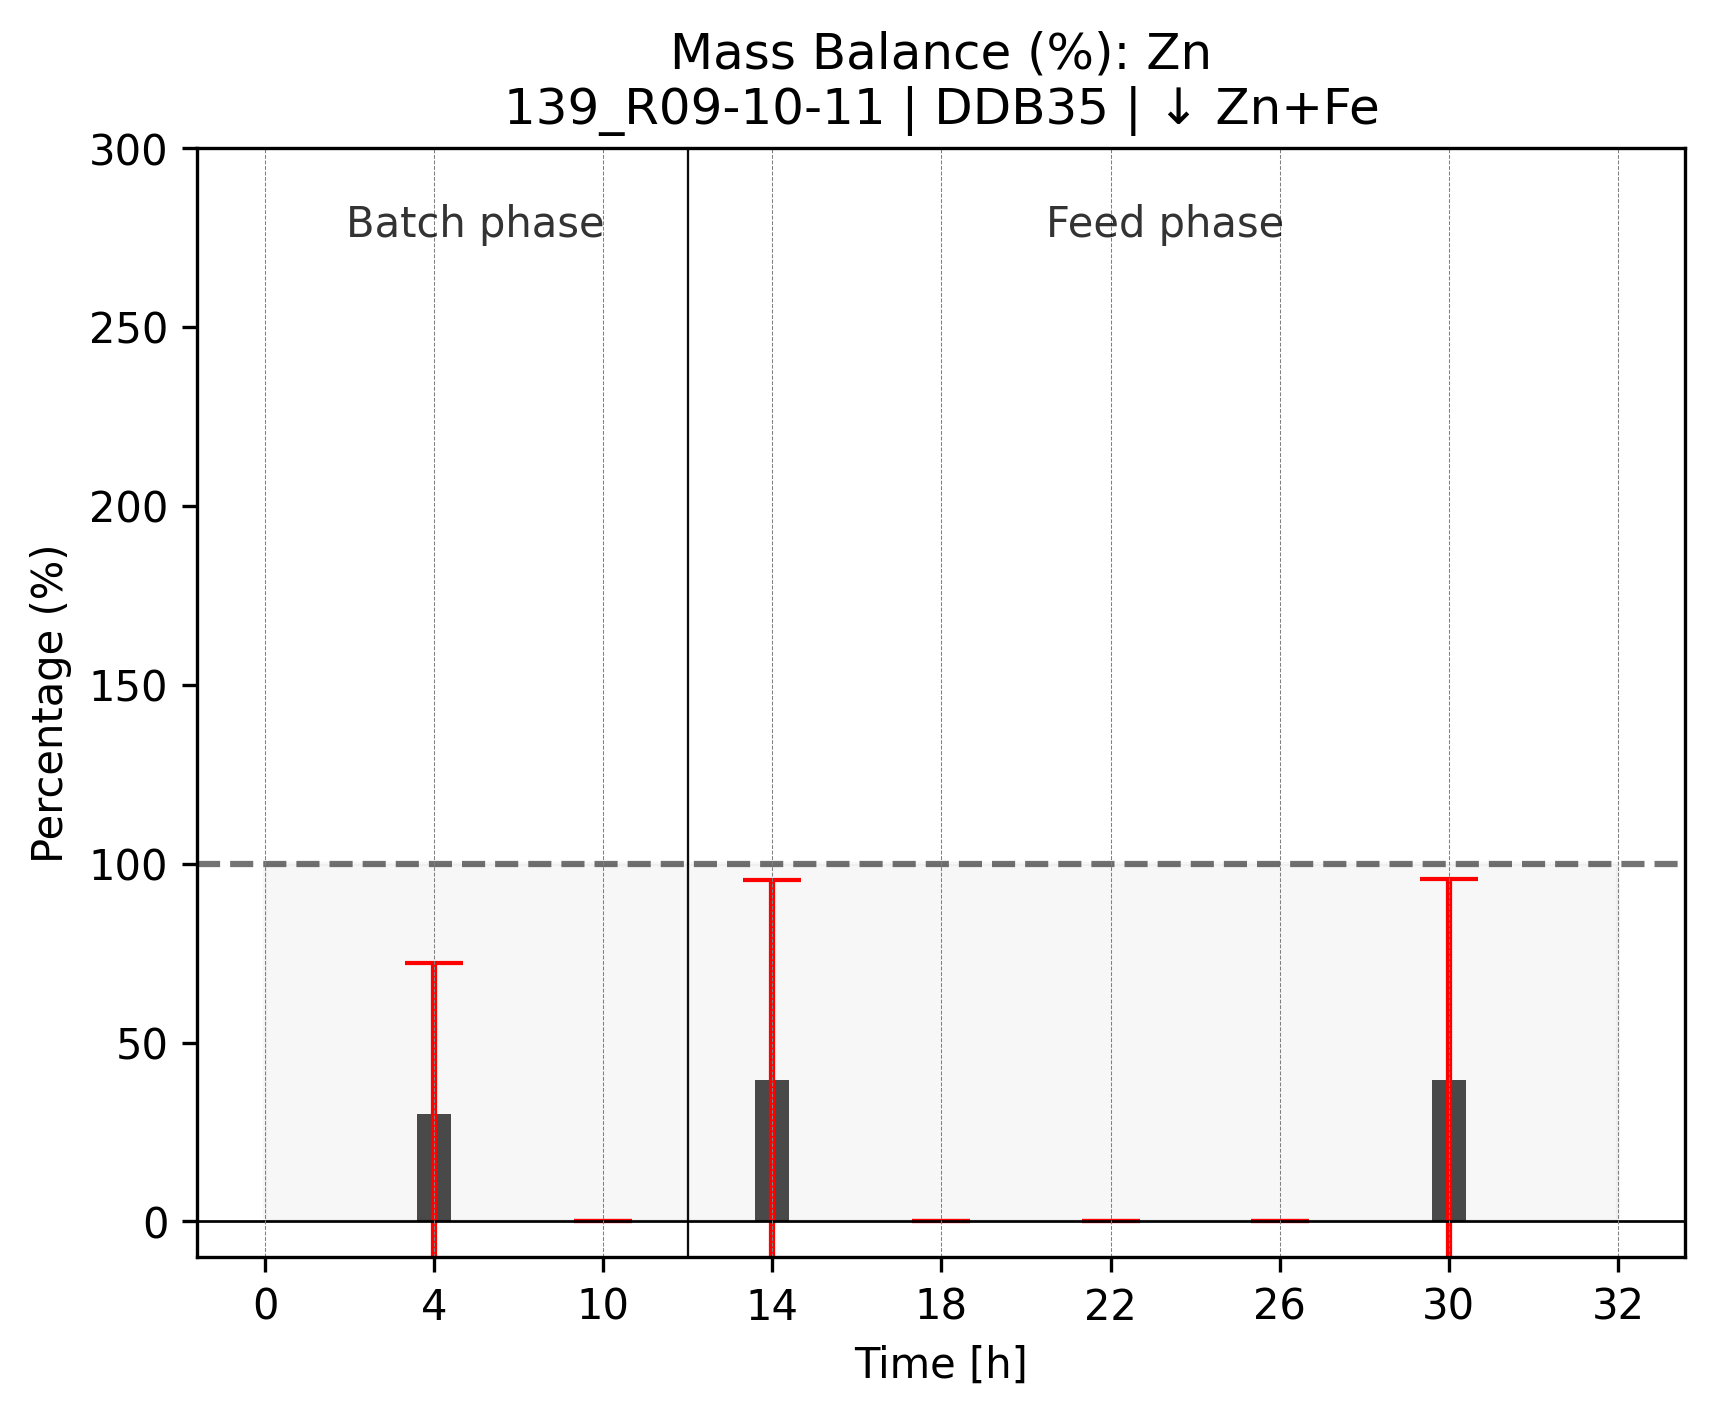 Mass Balance (%): Zn
139_R09-10-11 | DDB35 | ↓ Zn+Fe
Batch phase
Feed phase
300
250
200
150
100
50
0
Percentage (%)
0 4 10 14 18 22 26 30 32
Time [h]